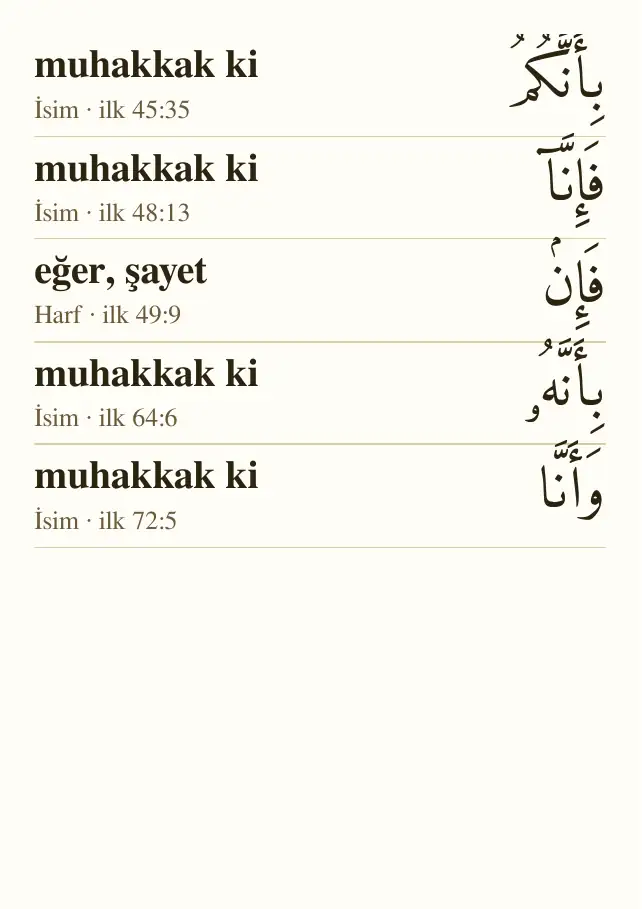 muhakkak ki بِأَنَّكُمُ
İsim · ilk 45:35
muhakkak ki فَإِنَّآ
İsim · ilk 48:13
eğer, şayet فَإِنۢ
Harf · ilk 49:9
muhakkak ki بِأَنَّهُۥ
İsim · ilk 64:6
muhakkak ki وَأَنَّا
İsim · ilk 72:5